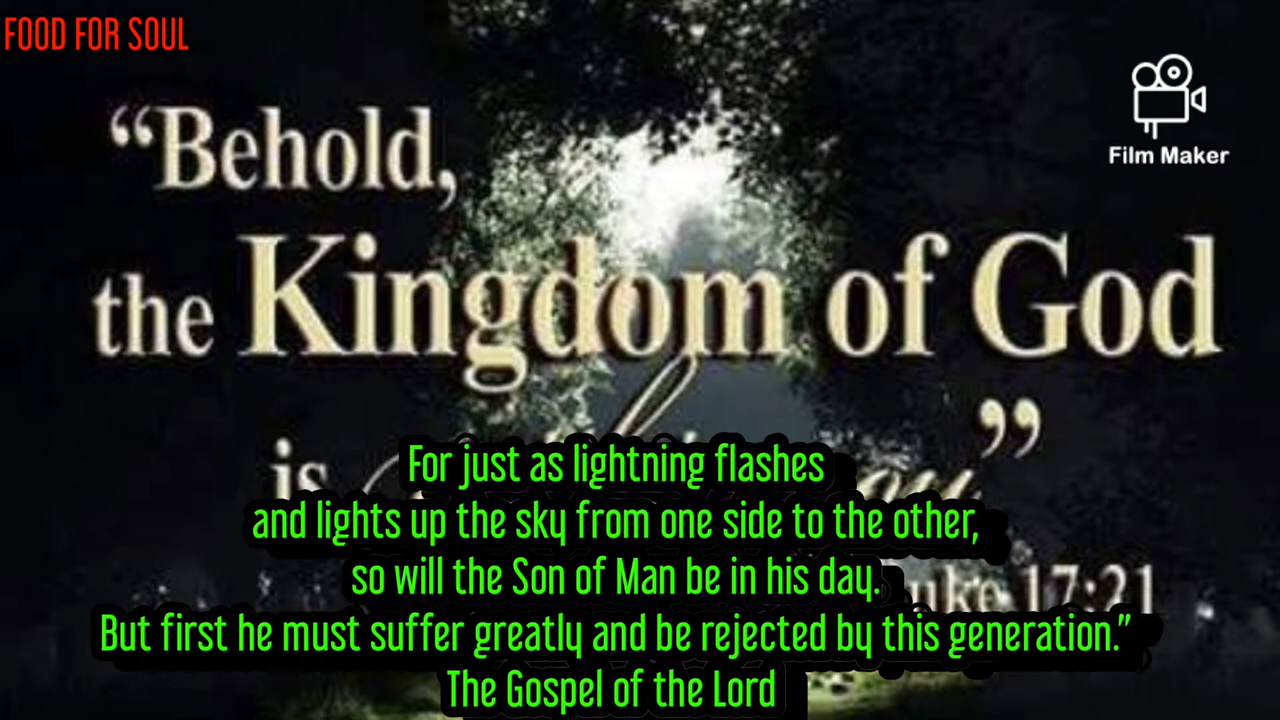 FOOD FOR SOUL
Film Maker
“Behold,
the Kingdom of God
is
”
For just as lightning flashes
and lights up the sky from one side to the other,
so will the Son of Man be in his day.
17:21
But first he must suffer greatly and be rejected by this generation.”
The Gospel of the Lord